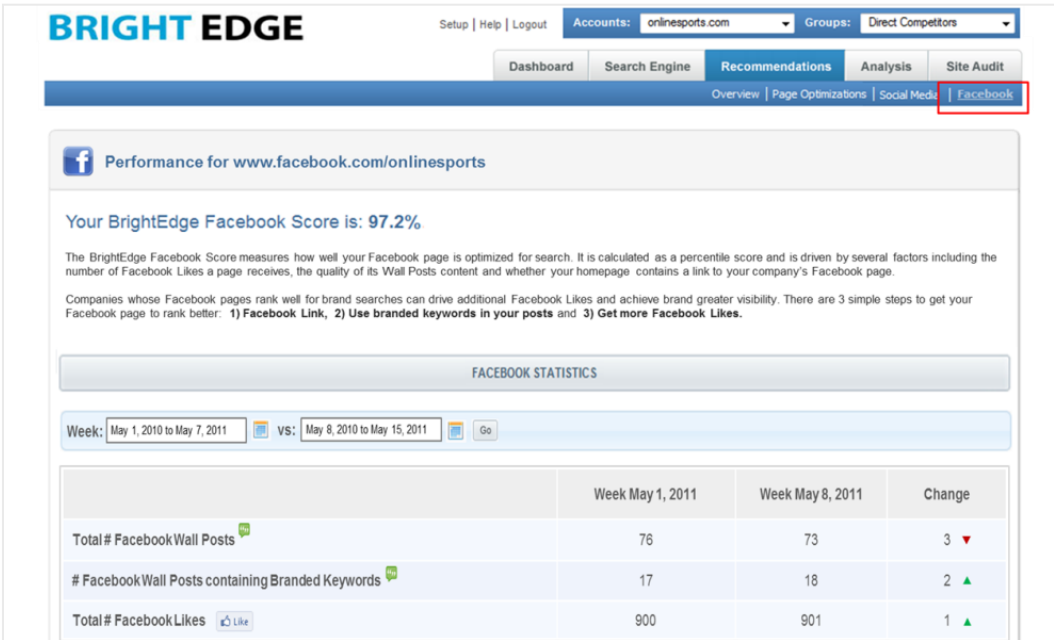 BRIGHT EDGE
Setup | Help | Logout
Accounts: onlinesports.com Groups: Direct Competitors
Dashboard Search Engine Recommendations Analysis Site Audit
Overview | Page Optimizations | Social Media | Facebook
f Performance for www.facebook.com/onlinesports
Your BrightEdge Facebook Score is: 97.2%
The BrightEdge Facebook Score measures how well your Facebook page is optimized for search. It is calculated as a percentile score and is driven by several factors including the
number of Facebook Likes a page receives, the quality of its Wall Posts content and whether your homepage contains a link to your company's Facebook page.
Companies whose Facebook pages rank well for brand searches can drive additional Facebook Likes and achieve brand greater visibility. There are 3 simple steps to get your
Facebook page to rank better: 1) Facebook Link, 2) Use branded keywords in your posts and 3) Get more Facebook Likes.
FACEBOOK STATISTICS
Week: May 1, 2010 to May 7, 2011 VS: May 8, 2010 to May 15, 2011 Go
Week May 1, 2011 Week May 8, 2011 Change
Total # Facebook Wall Posts 76 73 3 ▼
# Facebook Wall Posts containing Branded Keywords 17 18 2 ▲
Total # Facebook Likes Like 900 901 1 ▲